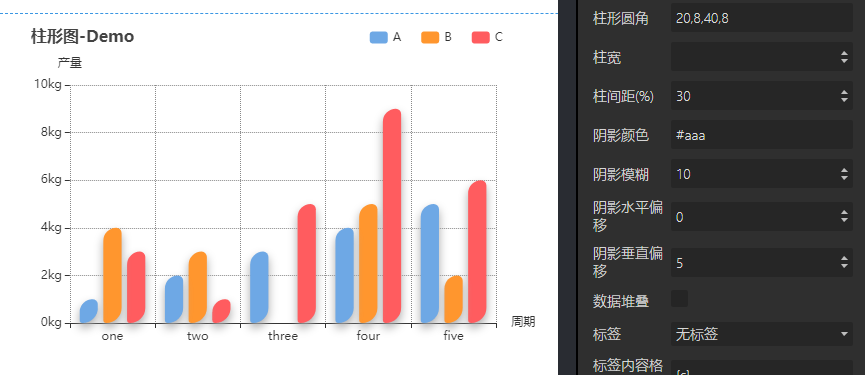 柱形图-Demo
A B C
产量
10kg
8kg
6kg
4kg
2kg
0kg
one two three four five
周期
柱形圆角 20,8,40,8
柱宽
柱间距(%) 30
阴影颜色 #aaa
阴影模糊 10
阴影水平偏
移 0
阴影垂直偏
移 5
数据堆叠
标签 无标签
标签内容格